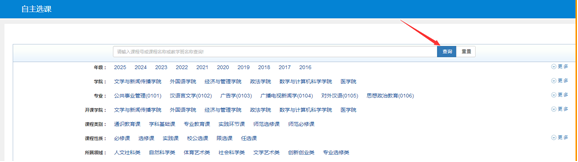 自主选课
请输入课程号或课程名称或教学班名称查询! 查询 重置
年级: 2025 2024 2023 2022 2021 2020 2019 2018 2017 2016 更多
学院: 文学与新闻传播学院 外国语学院 经济与管理学院 政法学院 数学与计算机科学学院 医学院 更多
专业: 公共事业管理(0101) 汉语言文学(0102) 广告学(0103) 广播电视新闻学(0104) 对外汉语(0105) 思想政治教育(0106) 更多
开课学院: 文学与新闻传播学院 外国语学院 经济与管理学院 政法学院 数学与计算机科学学院 医学院 更多
课程类别: 通识教育课 学科基础课 专业教育课 实践环节课 师范选修课 师范必修课
课程性质: 必修课 选修课 实践课 校公选课 限选课 任选课 更多
所属领域: 人文社科类 自然科学类 体育艺术类 社会科学类 文学艺术类 创新创业类 专业选修类